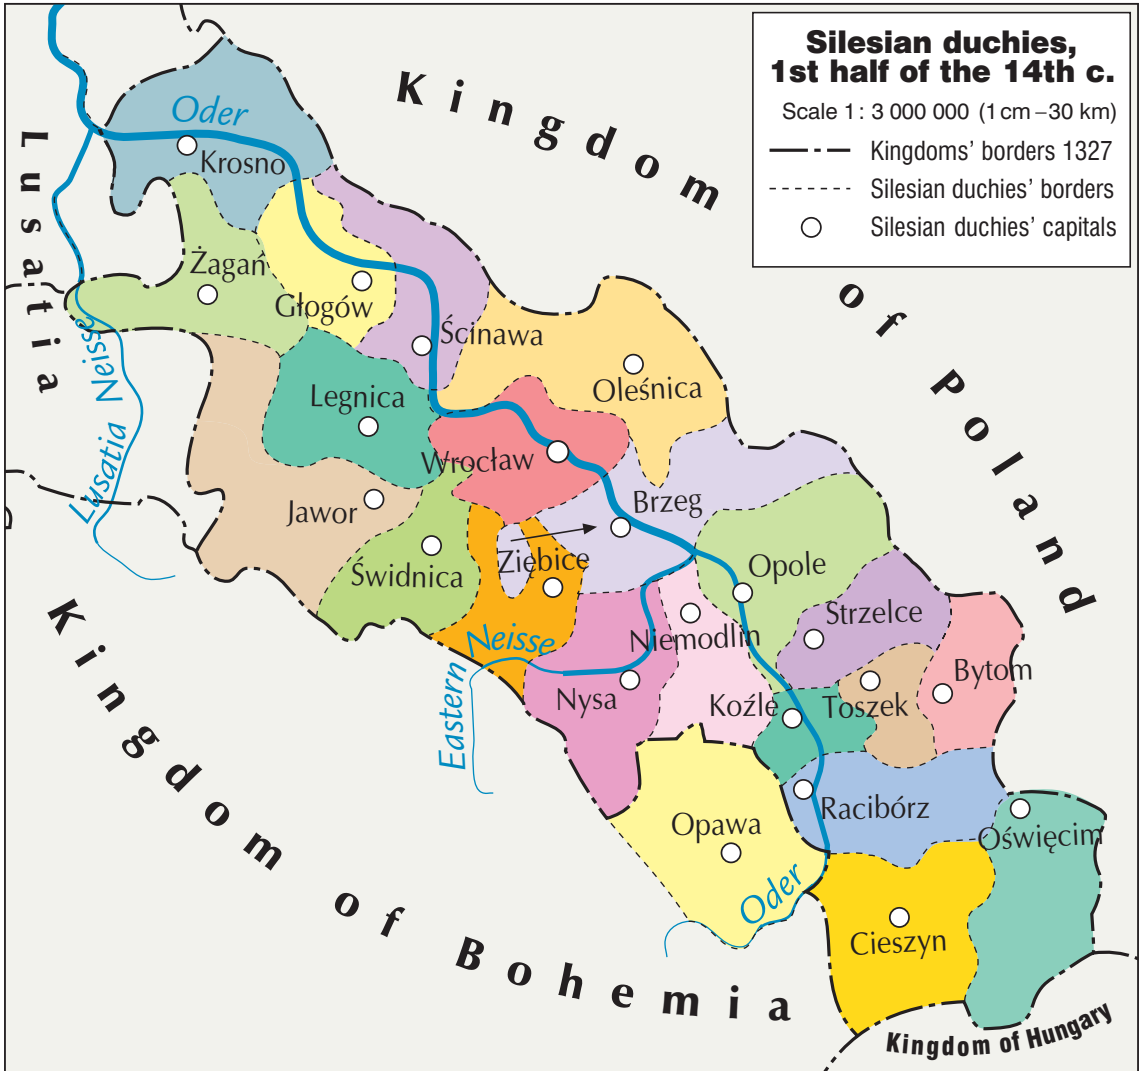 Silesian duchies,
1st half of the 14th c.
Scale 1 : 3 000 000 (1 cm – 30 km)
Kingdoms' borders 1327
Silesian duchies' borders
Silesian duchies' capitals
Kingdom of Poland
Lusatia
Oder
Krosno
Żagań
Głogów
Ścinawa
Lusatia Neisse
Legnica
Oleśnica
Wrocław
Jawor
Brzeg
Świdnica
Ziębice
Opole
Strzelce
Neisse
Niemodlin
Bytom
Nysa
Koźle
Toszek
Eastern
Racibórz
Opawa
Oświęcim
Oder
Cieszyn
Kingdom of Bohemia
Kingdom of Hungary